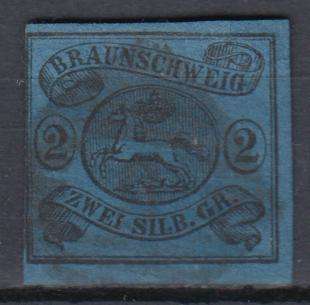 BRAUNSCHWEIG
2 2
ZWEI SILB. GR.